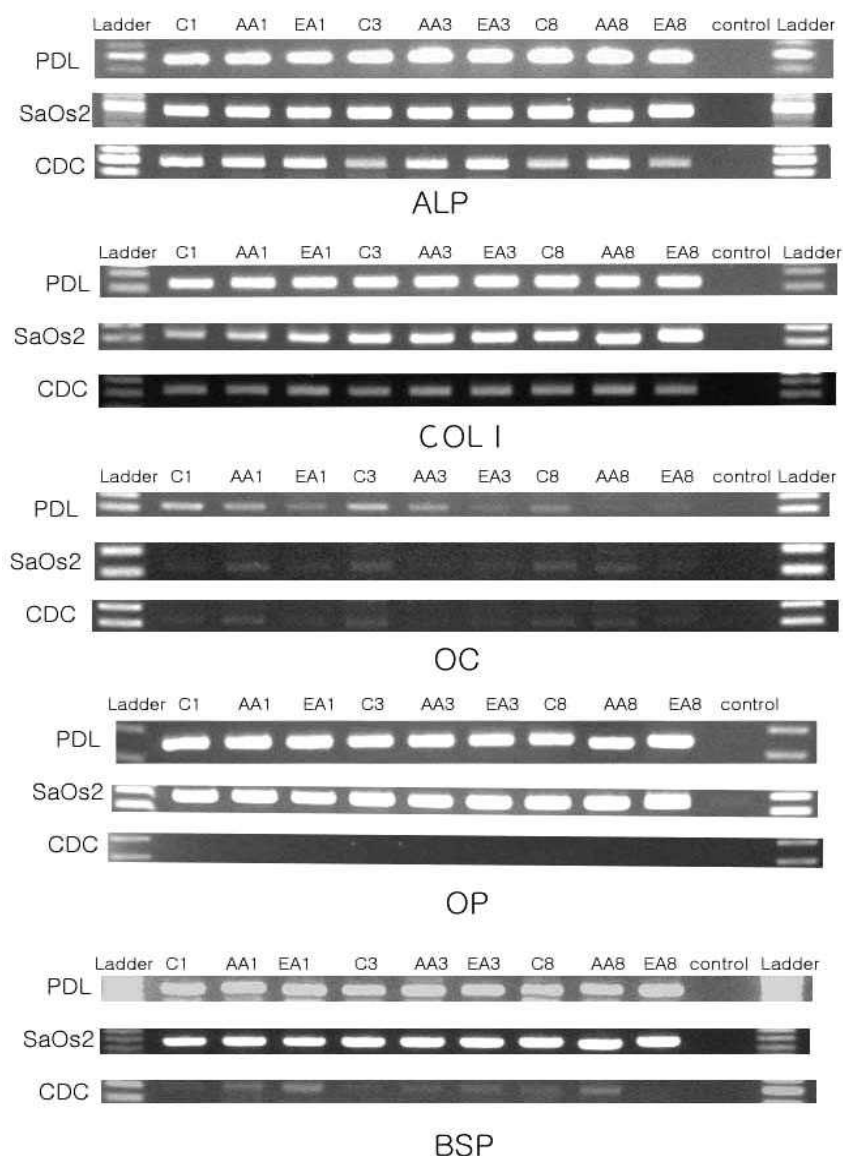 Ladder C1 AA1 EA1 C3 AA3 EA3 C8 AA8 EA8 control Ladder
PDL
SaOs2
CDC
ALP
Ladder C1 AA1 EA1 C3 AA3 EA3 C8 AA8 EA8 control Ladder
PDL
SaOs2
CDC
COL I
Ladder C1 AA1 EA1 C3 AA3 EA3 C8 AA8 EA8 control Ladder
PDL
SaOs2
CDC
OC
Ladder C1 AA1 EA1 C3 AA3 EA3 C8 AA8 EA8 control
PDL
SaOs2
CDC
OP
Ladder C1 AA1 EA1 C3 AA3 EA3 C8 AA8 EA8 control Ladder
PDL
SaOs2
CDC
BSP